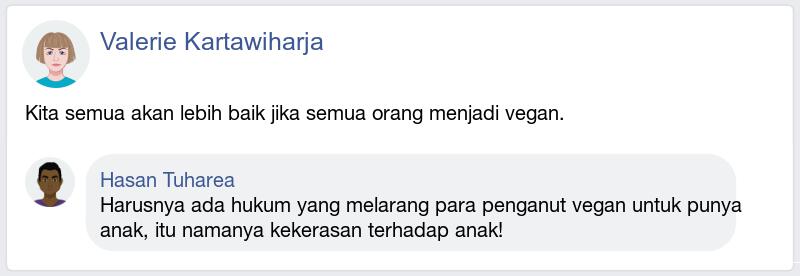 Valerie Kartawiharja
Kita semua akan lebih baik jika semua orang menjadi vegan.
Hasan Tuharea
Harusnya ada hukum yang melarang para penganut vegan untuk punya
anak, itu namanya kekerasan terhadap anak!